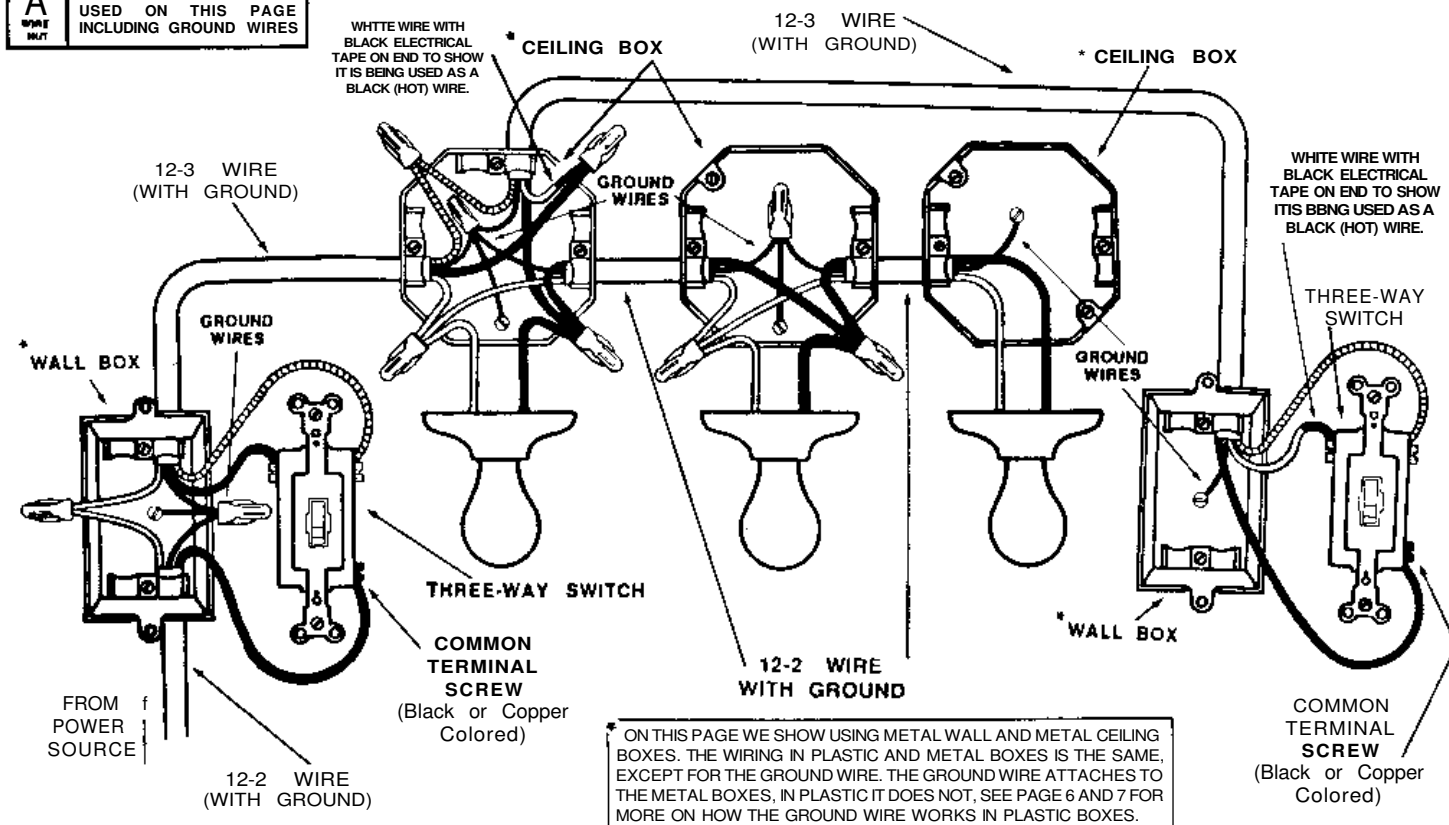 A
WIRE
NUT
USED ON THIS PAGE
INCLUDING GROUND WIRES
WHTTE WIRE WITH
BLACK ELECTRICAL
TAPE ON END TO SHOW
IT IS BEING USED AS A
BLACK (HOT) WIRE.
* CEILING BOX
12-3 WIRE
(WITH GROUND)
* CEILING BOX
12-3 WIRE
(WITH GROUND)
GROUND
WIRES
WHITE WIRE WITH
BLACK ELECTRICAL
TAPE ON END TO SHOW
ITIS BBNG USED AS A
BLACK (HOT) WIRE.
THREE-WAY
SWITCH
GROUND
WIRES
* WALL BOX
GROUND
WIRES
THREE-WAY SWITCH
COMMON
TERMINAL
SCREW
(Black or Copper
Colored)
12-2 WIRE
WITH GROUND
* WALL BOX
FROM f
POWER
SOURCE
12-2 WIRE
(WITH GROUND)
COMMON
TERMINAL
SCREW
(Black or Copper
Colored)
* ON THIS PAGE WE SHOW USING METAL WALL AND METAL CEILING
BOXES. THE WIRING IN PLASTIC AND METAL BOXES IS THE SAME,
EXCEPT FOR THE GROUND WIRE. THE GROUND WIRE ATTACHES TO
THE METAL BOXES, IN PLASTIC IT DOES NOT, SEE PAGE 6 AND 7 FOR
MORE ON HOW THE GROUND WIRE WORKS IN PLASTIC BOXES.